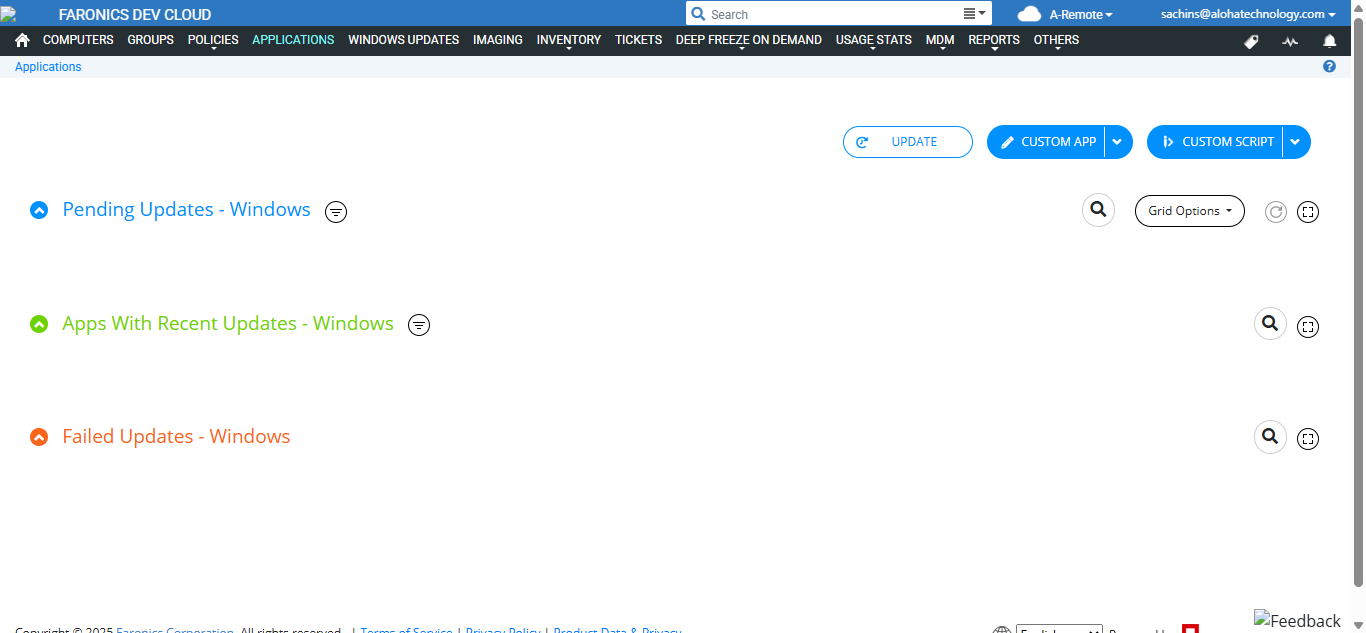 FARONICS DEV CLOUD
Search
A-Remote
sachins@alohatechnology.com
COMPUTERS GROUPS POLICIES APPLICATIONS WINDOWS UPDATES IMAGING INVENTORY TICKETS DEEP FREEZE ON DEMAND USAGE STATS MDM REPORTS OTHERS
Applications
UPDATE CUSTOM APP CUSTOM SCRIPT
Pending Updates - Windows
Grid Options
Apps With Recent Updates - Windows
Failed Updates - Windows
Feedback
Copyright © 2025 Faronics Corporation. All rights reserved. | Terms of Service | Privacy Policy | Product Data & Privacy
English